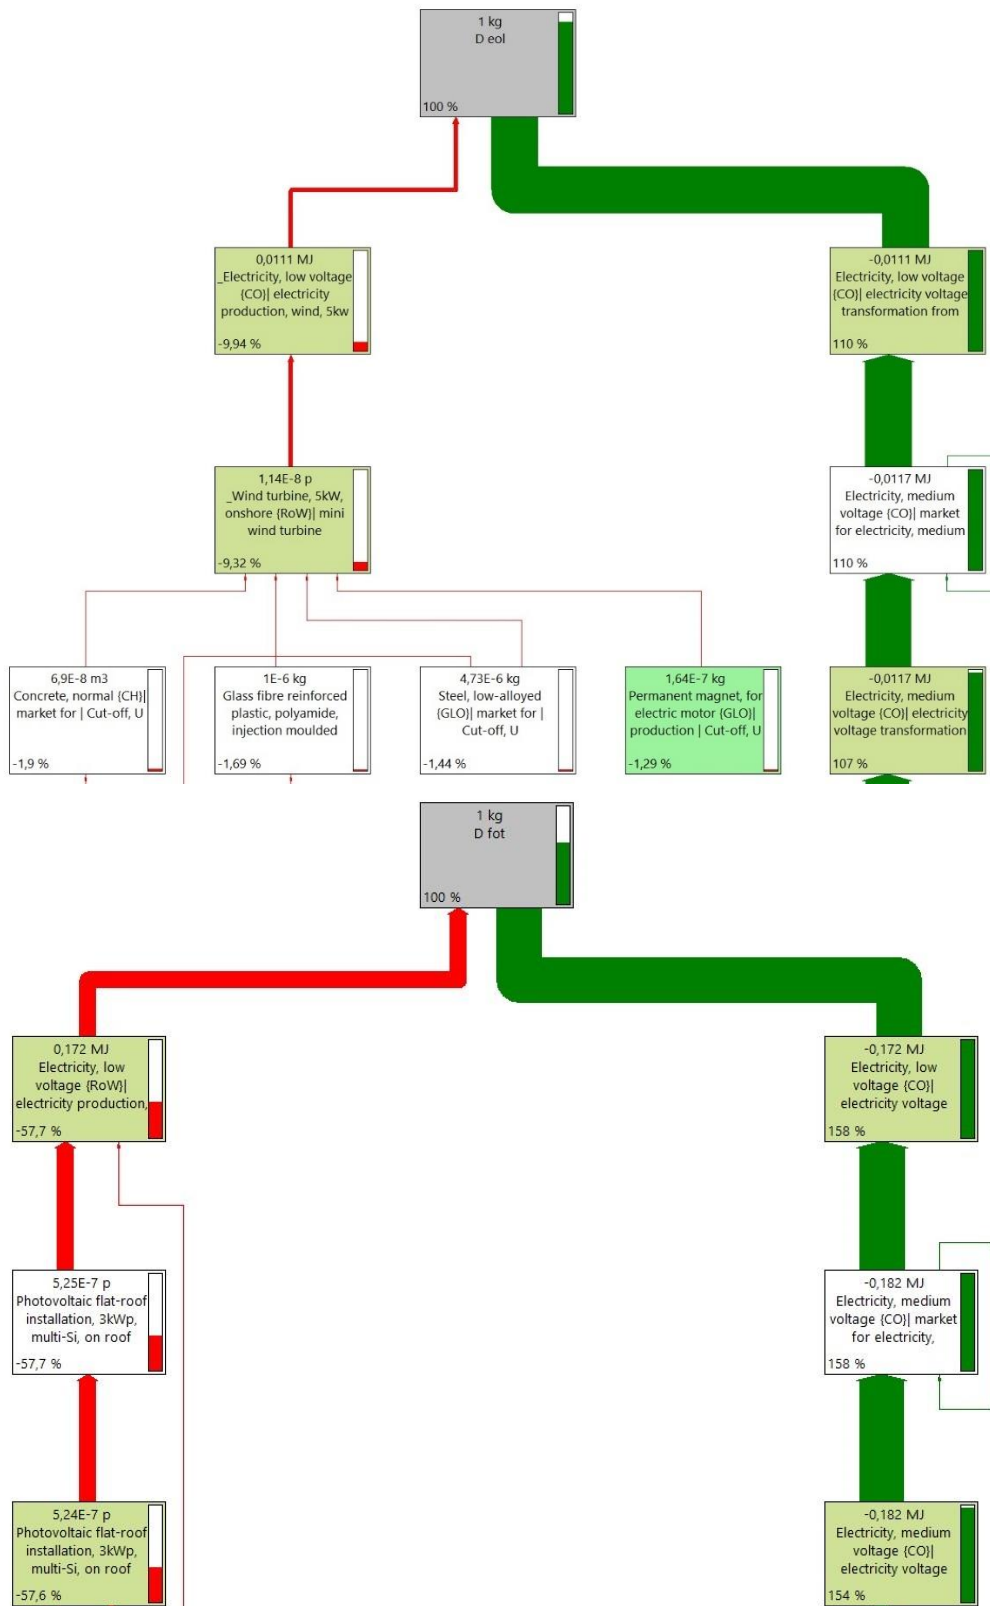 1 kg
D eol
100 %
0,0111 MJ
_Electricity, low voltage
{CO}| electricity
production, wind, 5kw
-9,94 %
-0,0111 MJ
Electricity, low voltage
{CO}| electricity voltage
transformation from
110 %
1,14E-8 p
_Wind turbine, 5kW,
onshore {RoW}| mini
wind turbine
-9,32 %
-0,0117 MJ
Electricity, medium
voltage {CO}| market
for electricity, medium
110 %
6,9E-8 m3
Concrete, normal {CH}|
market for | Cut-off, U
-1,9 %
1E-6 kg
Glass fibre reinforced
plastic, polyamide,
injection moulded
-1,69 %
4,73E-6 kg
Steel, low-alloyed
{GLO}| market for |
Cut-off, U
-1,44 %
1,64E-7 kg
Permanent magnet, for
electric motor {GLO}|
production | Cut-off, U
-1,29 %
-0,0117 MJ
Electricity, medium
voltage {CO}| electricity
voltage transformation
107 %
1 kg
D fot
100 %
0,172 MJ
Electricity, low
voltage {RoW}|
electricity production,
-57,7 %
-0,172 MJ
Electricity, low
voltage {CO}|
electricity voltage
158 %
5,25E-7 p
Photovoltaic flat-roof
installation, 3kWp,
multi-Si, on roof
-57,7 %
-0,182 MJ
Electricity, medium
voltage {CO}| market
for electricity,
158 %
5,24E-7 p
Photovoltaic flat-roof
installation, 3kWp,
multi-Si, on roof
-57,6 %
-0,182 MJ
Electricity, medium
voltage {CO}|
electricity voltage
154 %